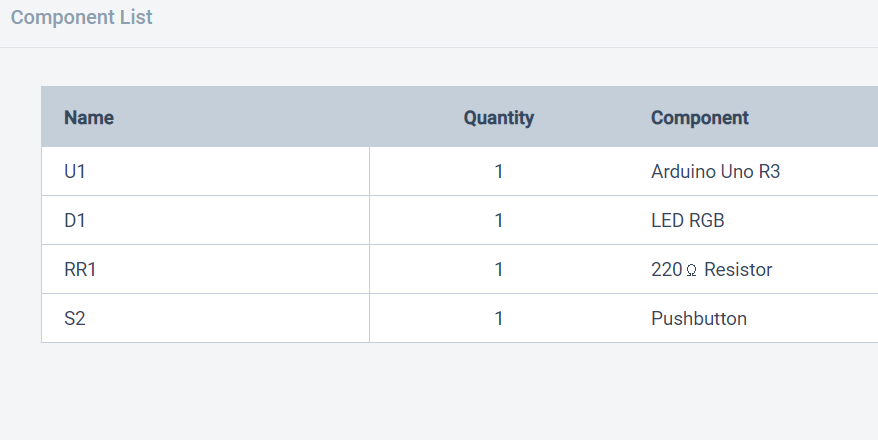 Component List
Name Quantity Component
U1 1 Arduino Uno R3
D1 1 LED RGB
RR1 1 220 Ω Resistor
S2 1 Pushbutton